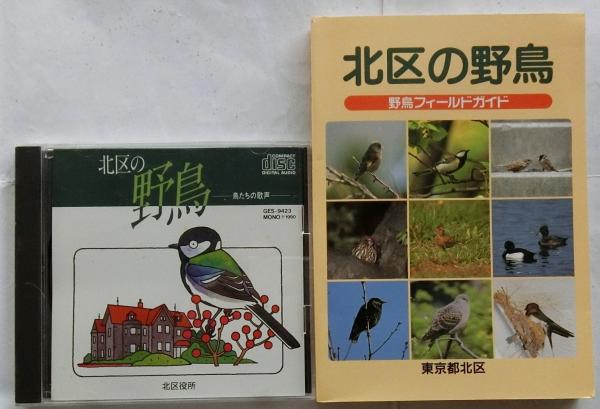 北区の
野鳥
鳥たちの歌声
COMPACT
disc
DIGITAL AUDIO
GES-9423
MONO ℗1990
北区役所
北区の野鳥
野鳥フィールドガイド
東京都北区